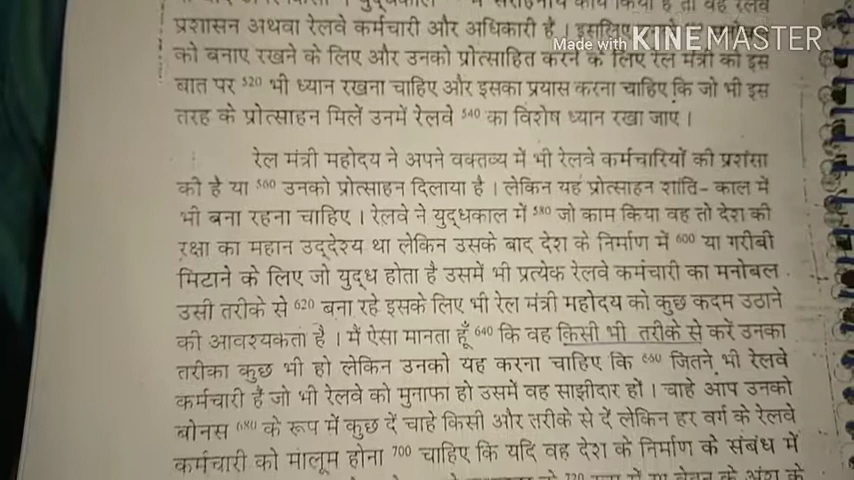 सराहनीय कार्य किया है तो वह रेलवे
प्रशासन अथवा रेलवे कर्मचारी और अधिकारी है। इसलिए
Made with KINEMASTER
को बनाए रखने के लिए और उनको प्रोत्साहित करने के लिए रेल मंत्री को इस
बात पर 520 भी ध्यान रखना चाहिए और इसका प्रयास करना चाहिए कि जो भी इस
तरह के प्रोत्साहन मिलें उनमें रेलवे 540 का विशेष ध्यान रखा जाए।
रेल मंत्री महोदय ने अपने वक्तव्य में भी रेलवे कर्मचारियों की प्रशंसा
की है या 560 उनको प्रोत्साहन दिलाया है। लेकिन यह प्रोत्साहन शांति-काल में
भी बना रहना चाहिए। रेलवे ने युद्धकाल में 580 जो काम किया वह तो देश की
रक्षा का महान उद्देश्य था लेकिन उसके बाद देश के निर्माण में 600 या गरीबी
मिटाने के लिए जो युद्ध होता है उसमें भी प्रत्येक रेलवे कर्मचारी का मनोबल
उसी तरीके से 620 बना रहे इसके लिए भी रेल मंत्री महोदय को कुछ कदम उठाने
की आवश्यकता है। मैं ऐसा मानता हूँ 640 कि वह किसी भी तरीके से करें उनका
तरीका कुछ भी हो लेकिन उनको यह करना चाहिए कि 660 जितने भी रेलवे
कर्मचारी हैं जो भी रेलवे को मुनाफा हो उसमें वह साझीदार हों। चाहे आप उनको
बोनस 680 के रूप में कुछ दें चाहे किसी और तरीके से दें लेकिन हर वर्ग के रेलवे
कर्मचारी को मालूम होना 700 चाहिए कि यदि वह देश के निर्माण के संबंध में